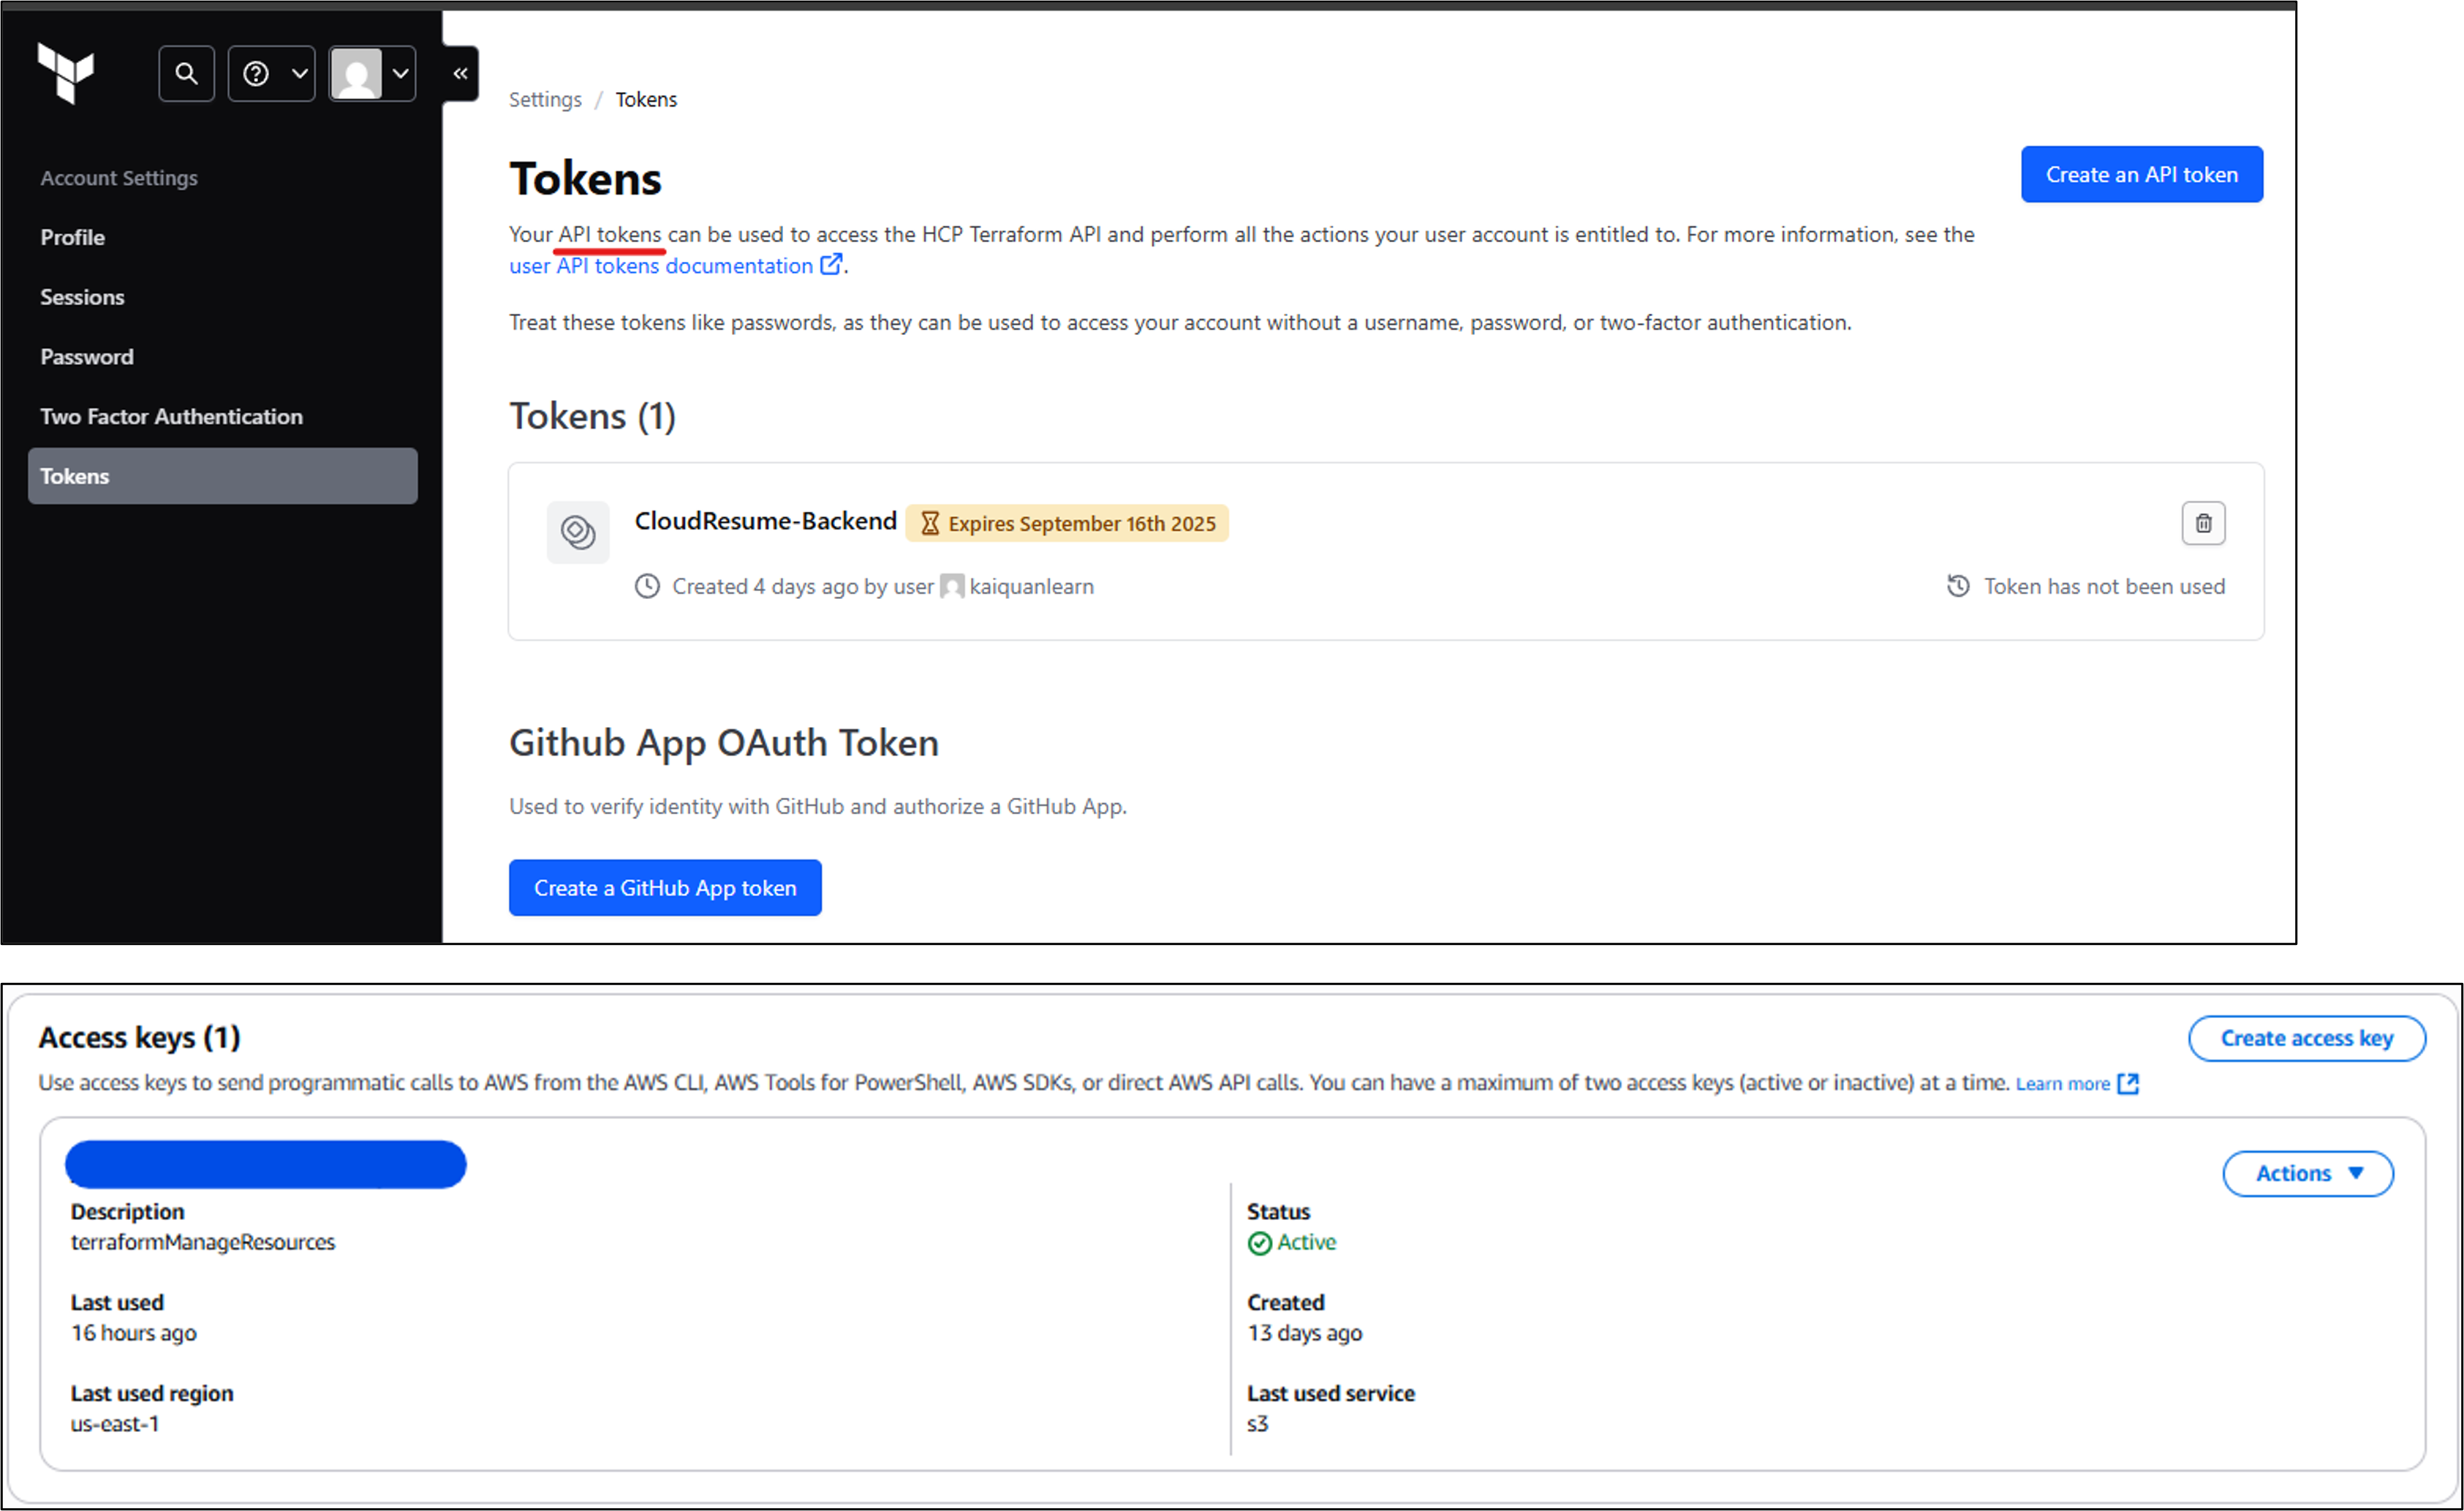 Settings / Tokens
Account Settings
Profile
Sessions
Password
Two Factor Authentication
Tokens
Tokens
Create an API token
Your API tokens can be used to access the HCP Terraform API and perform all the actions your user account is entitled to. For more information, see the
user API tokens documentation.
Treat these tokens like passwords, as they can be used to access your account without a username, password, or two-factor authentication.
Tokens (1)
CloudResume-Backend Expires September 16th 2025
Created 4 days ago by user kaiquanlearn
Token has not been used
Github App OAuth Token
Used to verify identity with GitHub and authorize a GitHub App.
Create a GitHub App token
Access keys (1)
Create access key
Use access keys to send programmatic calls to AWS from the AWS CLI, AWS Tools for PowerShell, AWS SDKs, or direct AWS API calls. You can have a maximum of two access keys (active or inactive) at a time. Learn more
Actions
Description
terraformManageResources
Status
Active
Last used
16 hours ago
Created
13 days ago
Last used region
us-east-1
Last used service
s3